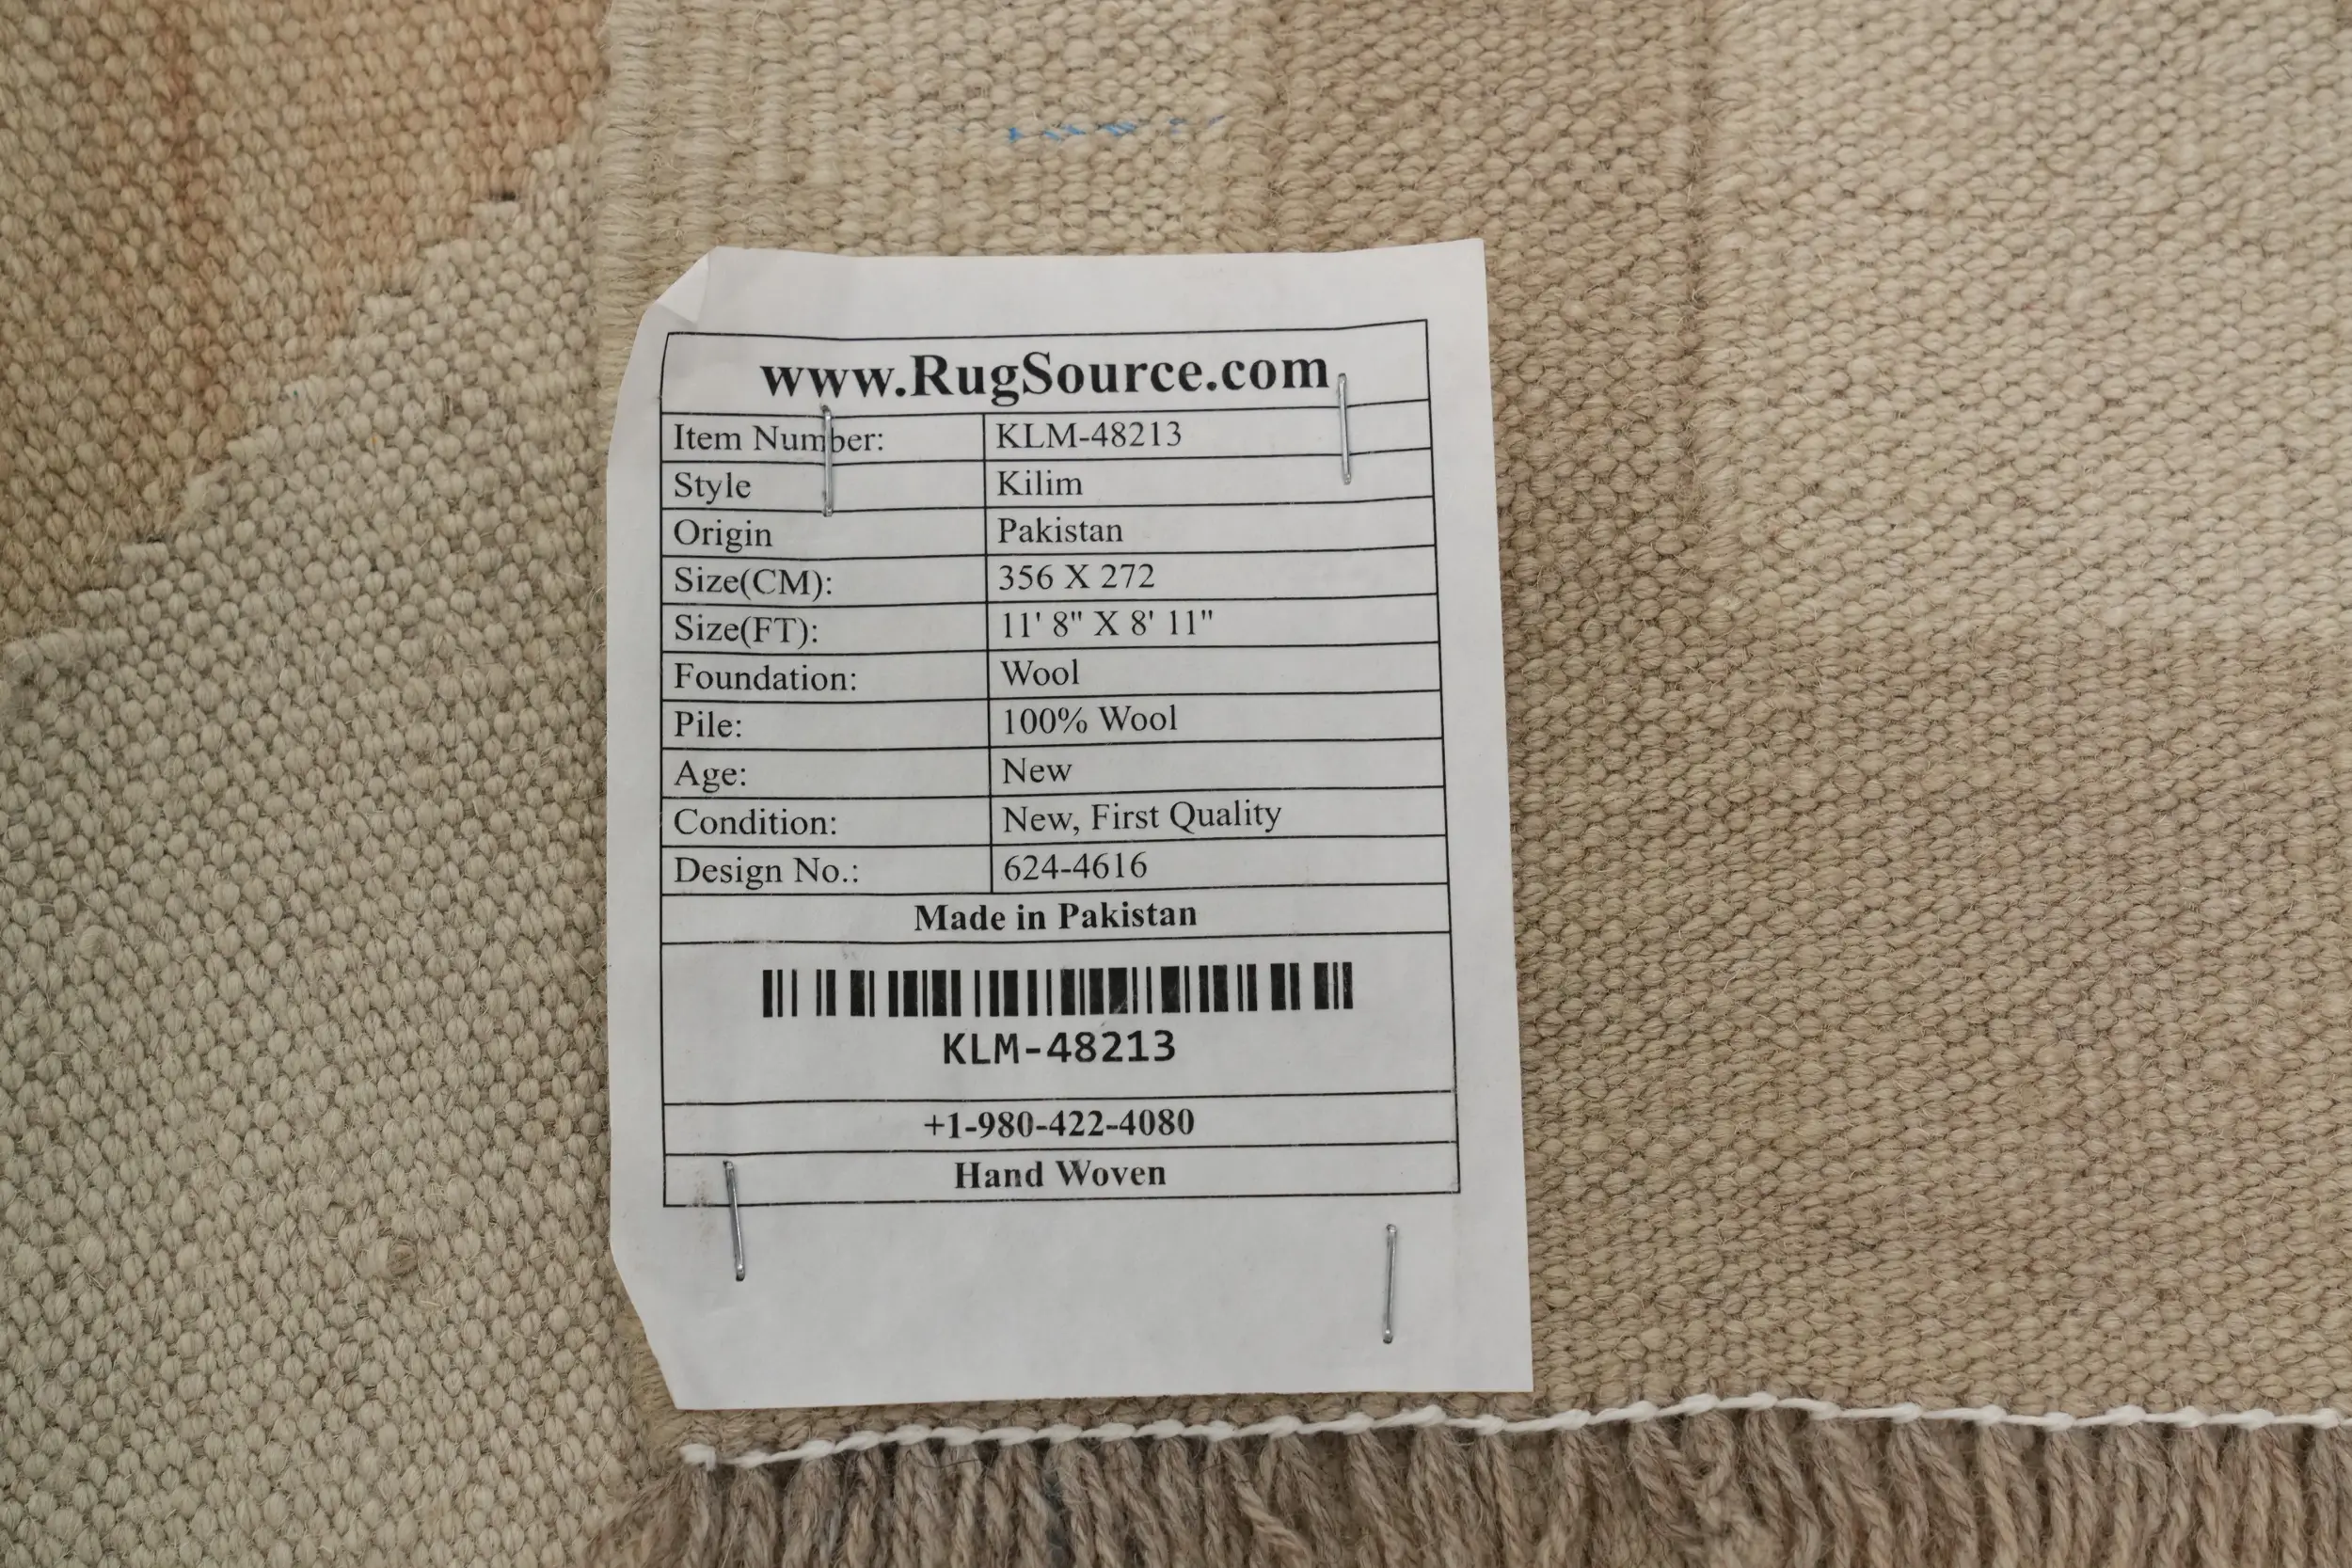 www.RugSource.com
Item Number: KLM-48213
Style Kilim
Origin Pakistan
Size(CM): 356 X 272
Size(FT): 11' 8" X 8' 11"
Foundation: Wool
Pile: 100% Wool
Age: New
Condition: New, First Quality
Design No.: 624-4616
Made in Pakistan
KLM-48213
+1-980-422-4080
Hand Woven